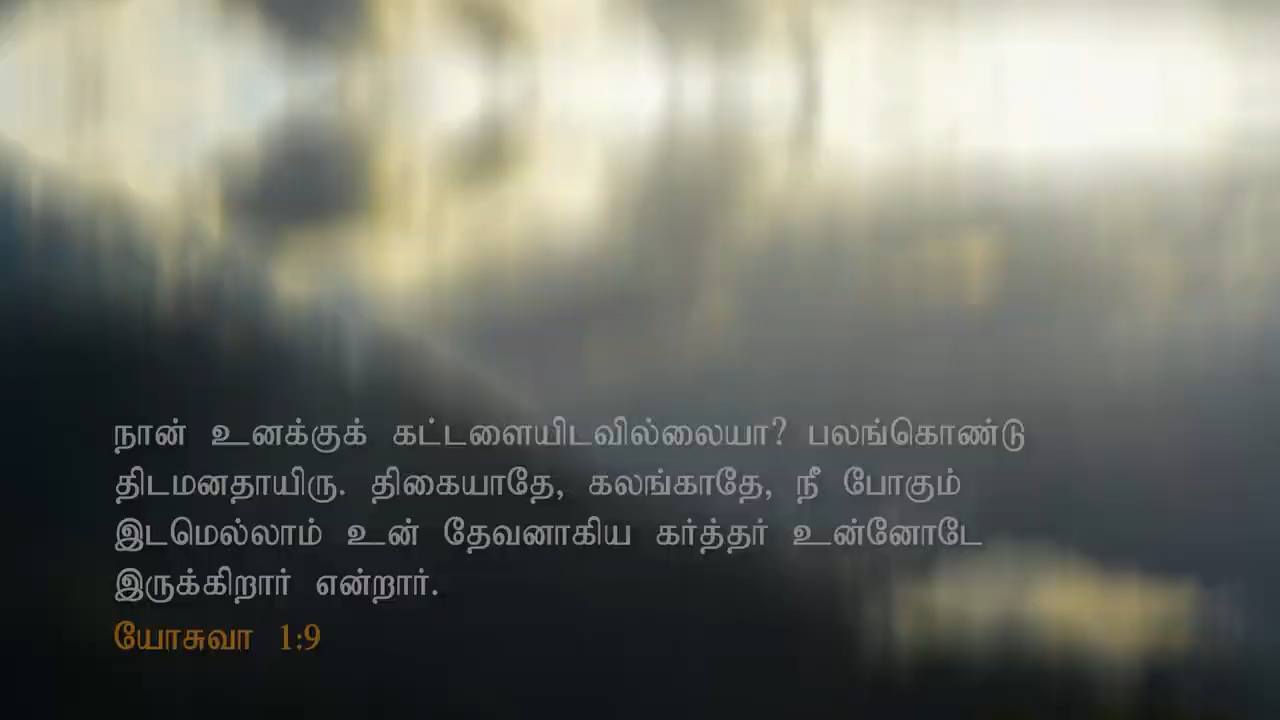 நான் உனக்குக் கட்டளையிடவில்லையா? பலங்கொண்டு
திடமனதாயிரு. திகையாதே, கலங்காதே, நீ போகும்
இடமெல்லாம் உன் தேவனாகிய கர்த்தர் உன்னோடே
இருக்கிறார் என்றார்.
யோசுவா 1:9